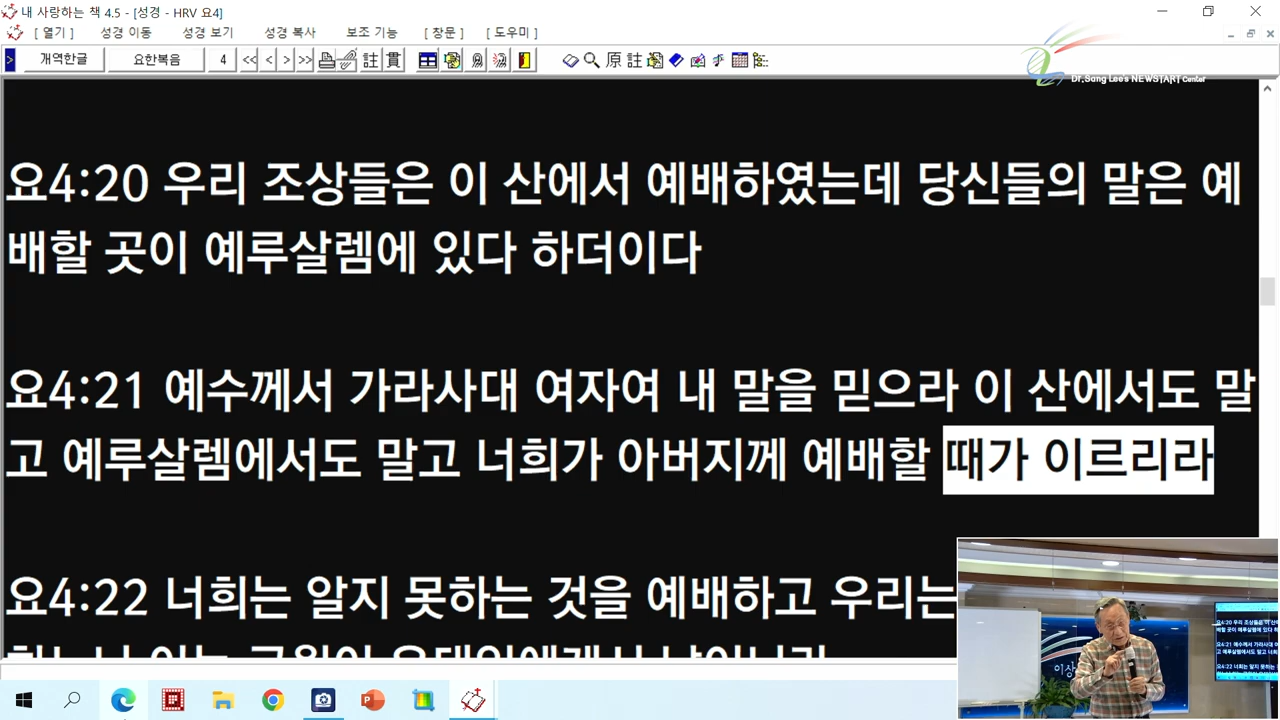 내 사랑하는 책 4.5 - [성경 - HRV 요4]
[ 열기 ] 성경 이동 성경 보기 성경 복사 보조 기능 [ 창문 ] [ 도우미 ]
> 개역한글 요한복음 4 << < > >> 註 貫 原 註
Dr.Sang Lee's NEWSTART Center
요4:20 우리 조상들은 이 산에서 예배하였는데 당신들의 말은 예
배할 곳이 예루살렘에 있다 하더이다
요4:21 예수께서 가라사대 여자여 내 말을 믿으라 이 산에서도 말
고 예루살렘에서도 말고 너희가 아버지께 예배할 때가 이르리라
요4:22 너희는 알지 못하는 것을 예배하고 우리는